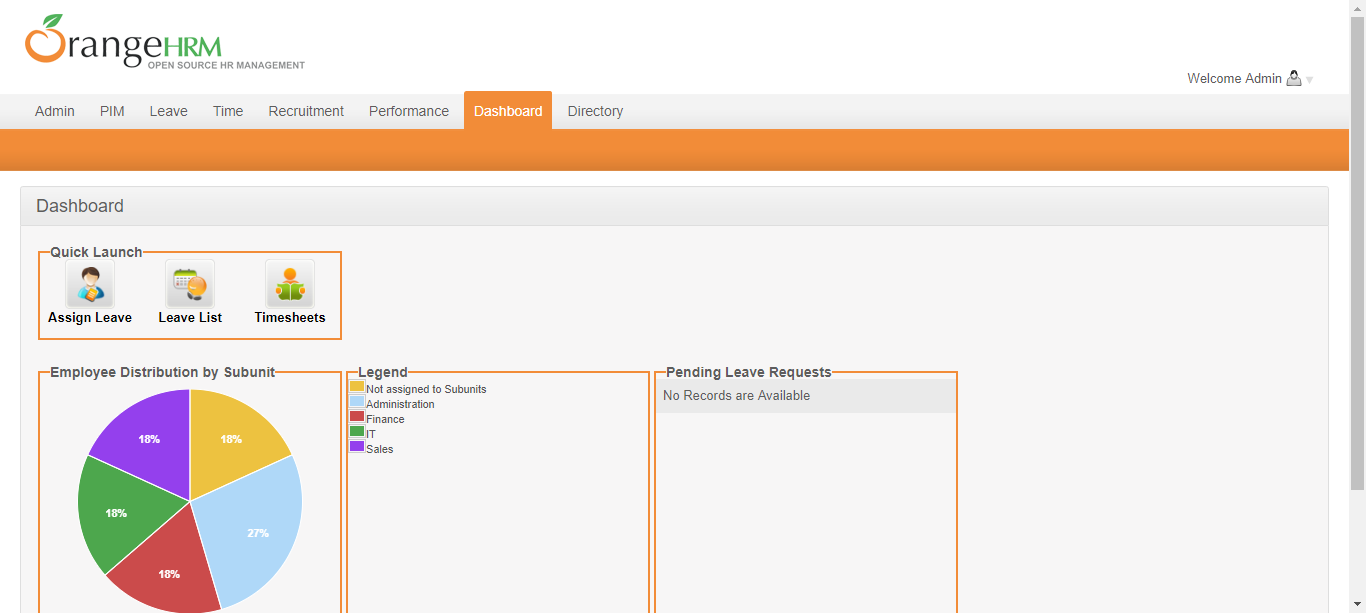 OrangeHRM
OPEN SOURCE HR MANAGEMENT
Welcome Admin
Admin PIM Leave Time Recruitment Performance Dashboard Directory
Dashboard
Quick Launch
Assign Leave Leave List Timesheets
Employee Distribution by Subunit
18%
18%
27%
18%
18%
Legend
Not assigned to Subunits
Administration
Finance
IT
Sales
Pending Leave Requests
No Records are Available